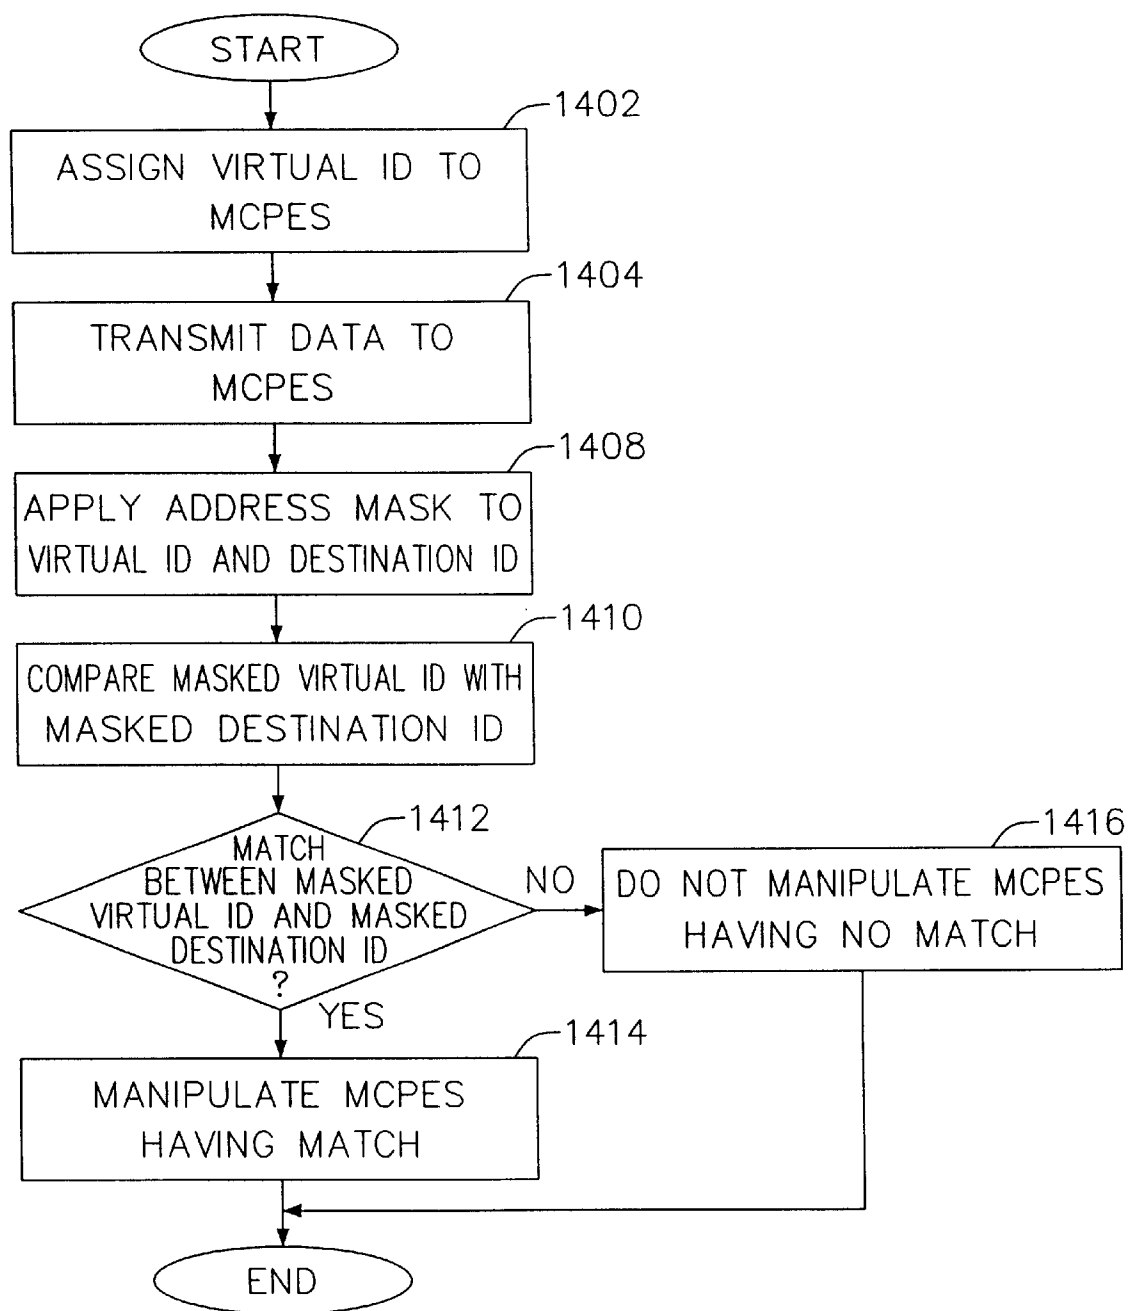 START
1402
ASSIGN VIRTUAL ID TO
MCPES
1404
TRANSMIT DATA TO
MCPES
1408
APPLY ADDRESS MASK TO
VIRTUAL ID AND DESTINATION ID
1410
COMPARE MASKED VIRTUAL ID WITH
MASKED DESTINATION ID
1412
MATCH
BETWEEN MASKED
VIRTUAL ID AND MASKED
DESTINATION ID
?
NO
1416
DO NOT MANIPULATE MCPES
HAVING NO MATCH
YES
1414
MANIPULATE MCPES
HAVING MATCH
END